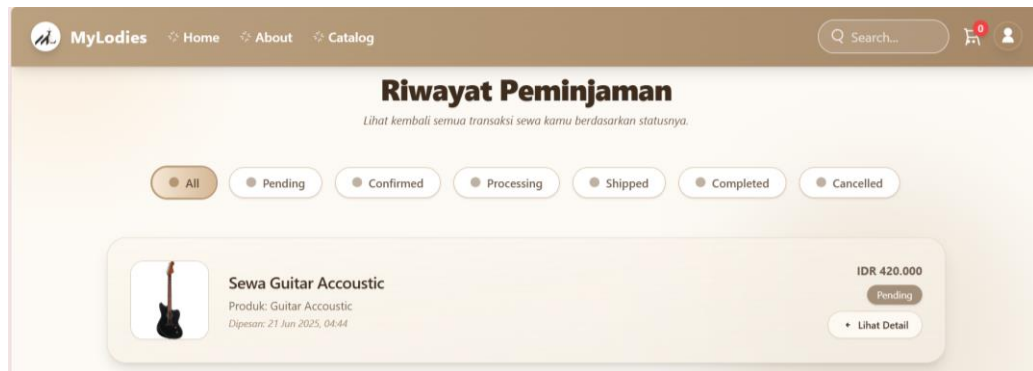 MyLodies Home About Catalog Search... 0
Riwayat Peminjaman
Lihat kembali semua transaksi sewa kamu berdasarkan statusnya.
All Pending Confirmed Processing Shipped Completed Cancelled
Sewa Guitar Accoustic
Produk: Guitar Accoustic
Dipesan: 21 Jun 2025, 04:44
IDR 420.000
Pending
+ Lihat Detail